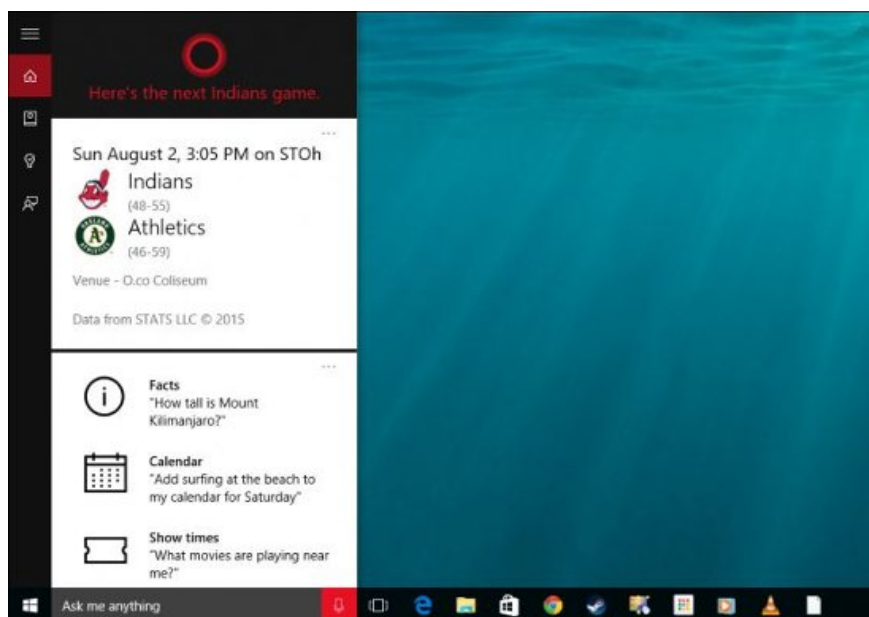 Here's the next Indians game.
Sun August 2, 3:05 PM on STOh
Indians
(48-55)
Athletics
(46-59)
Venue - O.co Coliseum
Data from STATS LLC © 2015
Facts
"How tall is Mount
Kilimanjaro?"
Calendar
"Add surfing at the beach to
my calendar for Saturday"
Show times
"What movies are playing near
me?"
Ask me anything